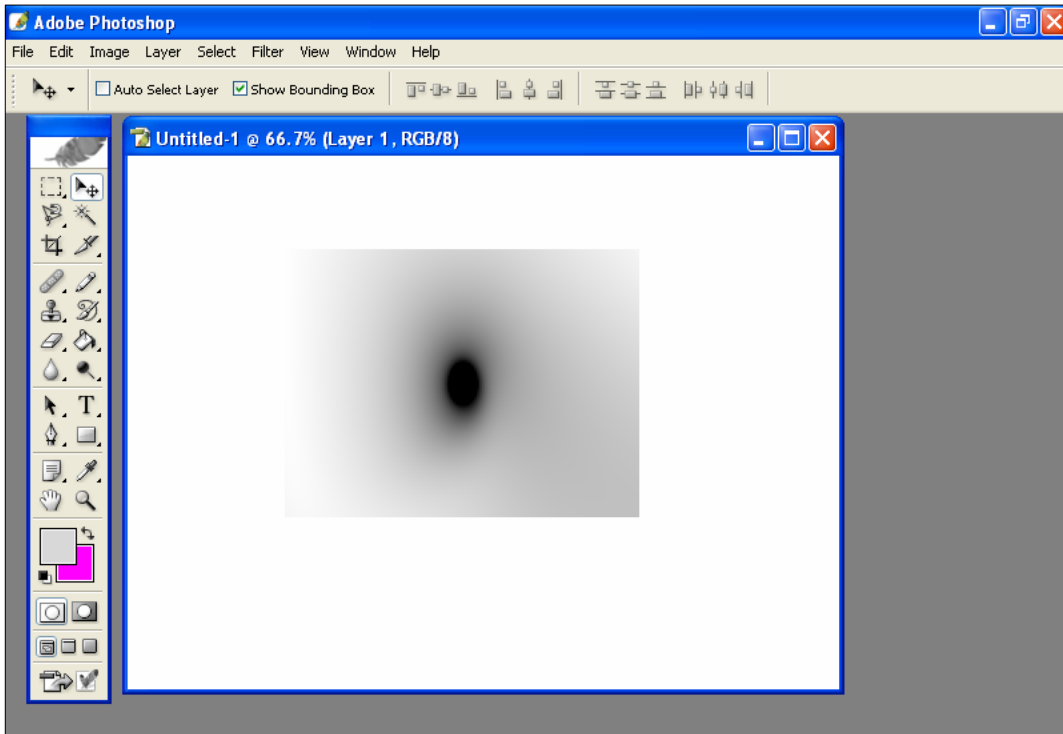 Adobe Photoshop
File Edit Image Layer Select Filter View Window Help
Auto Select Layer Show Bounding Box
Untitled-1 @ 66.7% (Layer 1, RGB/8)
T